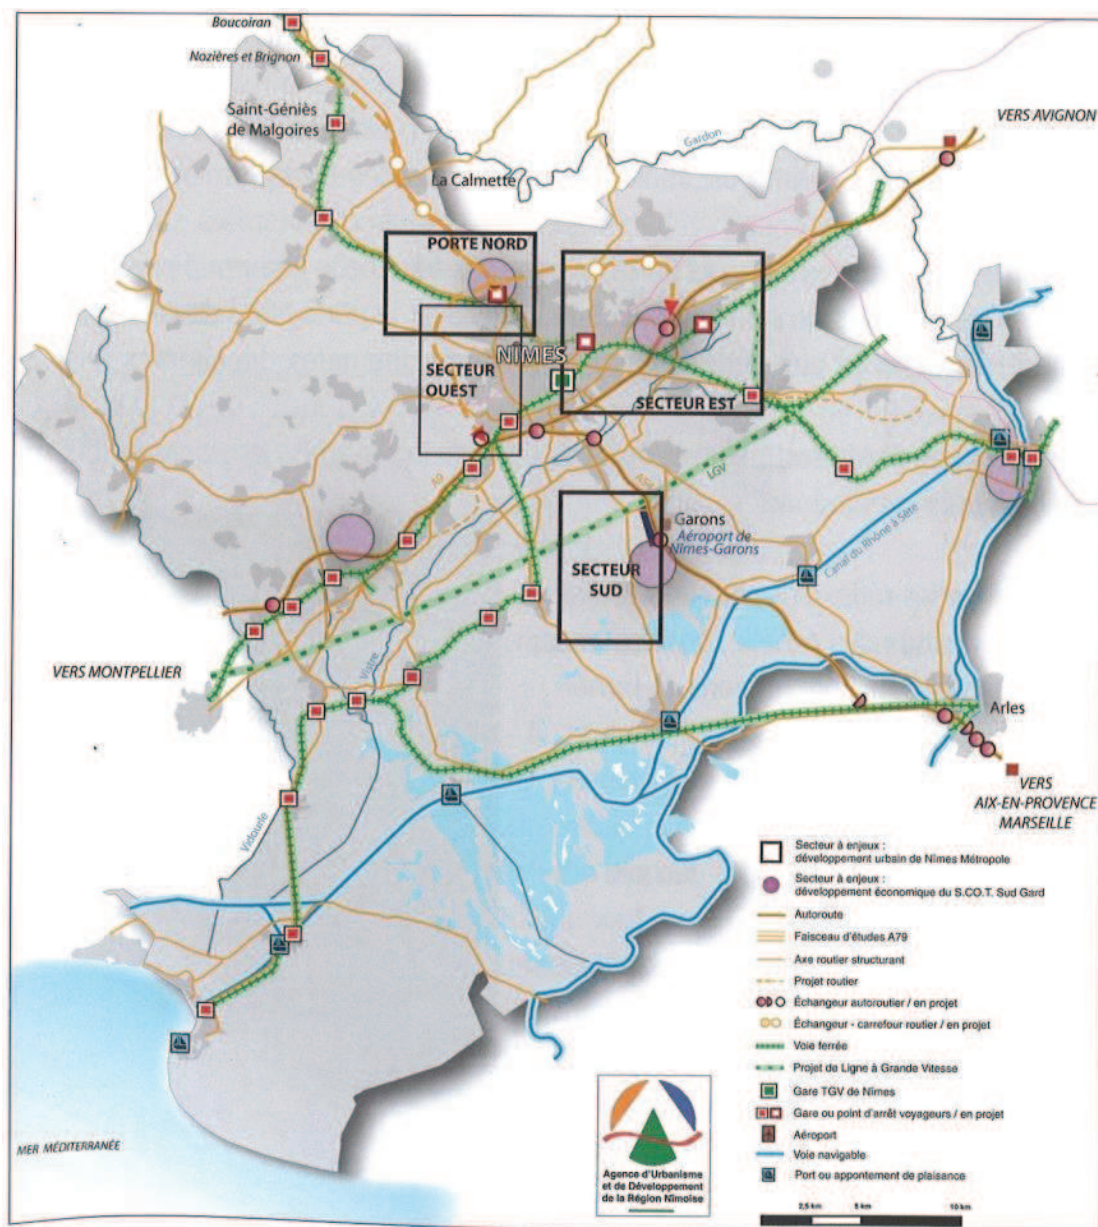 Boucoiran
Nozières et Brignon
Saint-Géniès
de Malgoires
VERS AVIGNON
Gardon
La Calmette
PORTE NORD
NÎMES
SECTEUR
OUEST
SECTEUR EST
A9
A54
LGV
Garons
Aéroport de
Nîmes-Garons
Canal du Rhône à Sète
SECTEUR
SUD
VERS MONTPELLIER
Vistre
Arles
VERS
AIX-EN-PROVENCE
MARSEILLE
Vidourle
MER MÉDITERRANÉE
Secteur à enjeux :
développement urbain de Nîmes Métropole
Secteur à enjeux :
développement économique du S.CO.T. Sud Gard
Autoroute
Faisceau d'études A79
Axe routier structurant
Projet routier
Échangeur autoroutier / en projet
Échangeur - carrefour routier / en projet
Voie ferrée
Projet de Ligne à Grande Vitesse
Gare TGV de Nîmes
Gare ou point d'arrêt voyageurs / en projet
Aéroport
Voie navigable
Port ou appontement de plaisance
Agence d'Urbanisme
et de Développement
de la Région Nîmoise
2,5 km 5 km 10 km